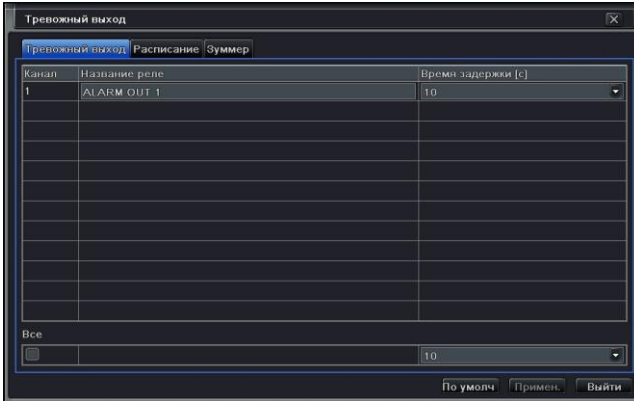 Тревожный выход
Тревожный выход Расписание Зуммер
Канал Название реле Время задержки [с]
1 ALARM OUT 1 10
Все
10
По умолч Примен. Выйти